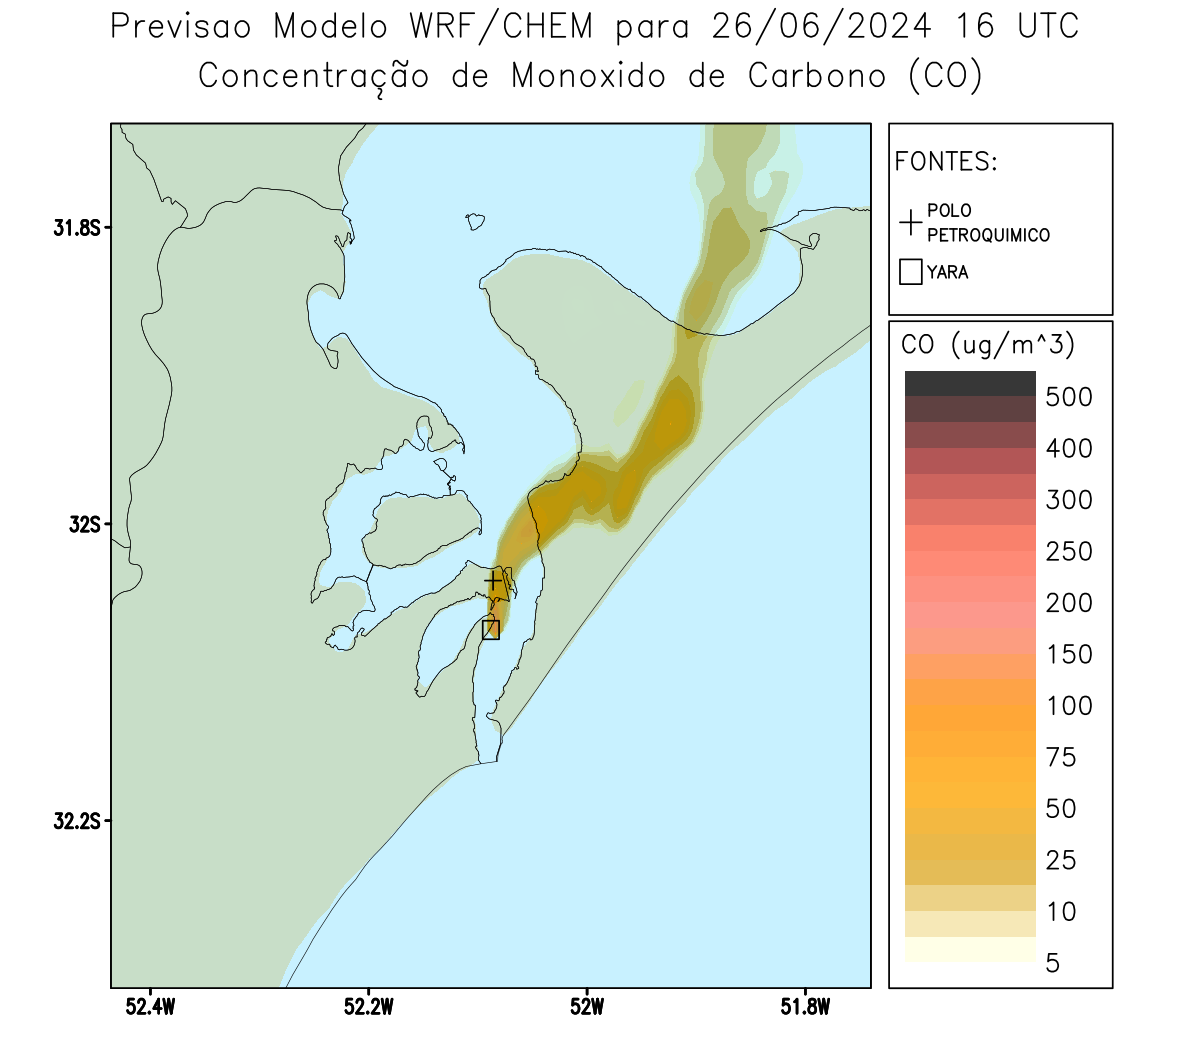 Previsao Modelo WRF/CHEM para 26/06/2024 16 UTC
Concentração de Monoxido de Carbono (CO)
FONTES:
POLO
PETROQUIMICO
YARA
CO (ug/m^3)
500
400
300
250
200
150
100
75
50
25
10
5
31.8S
32S
32.2S
52.4W
52.2W
52W
51.8W